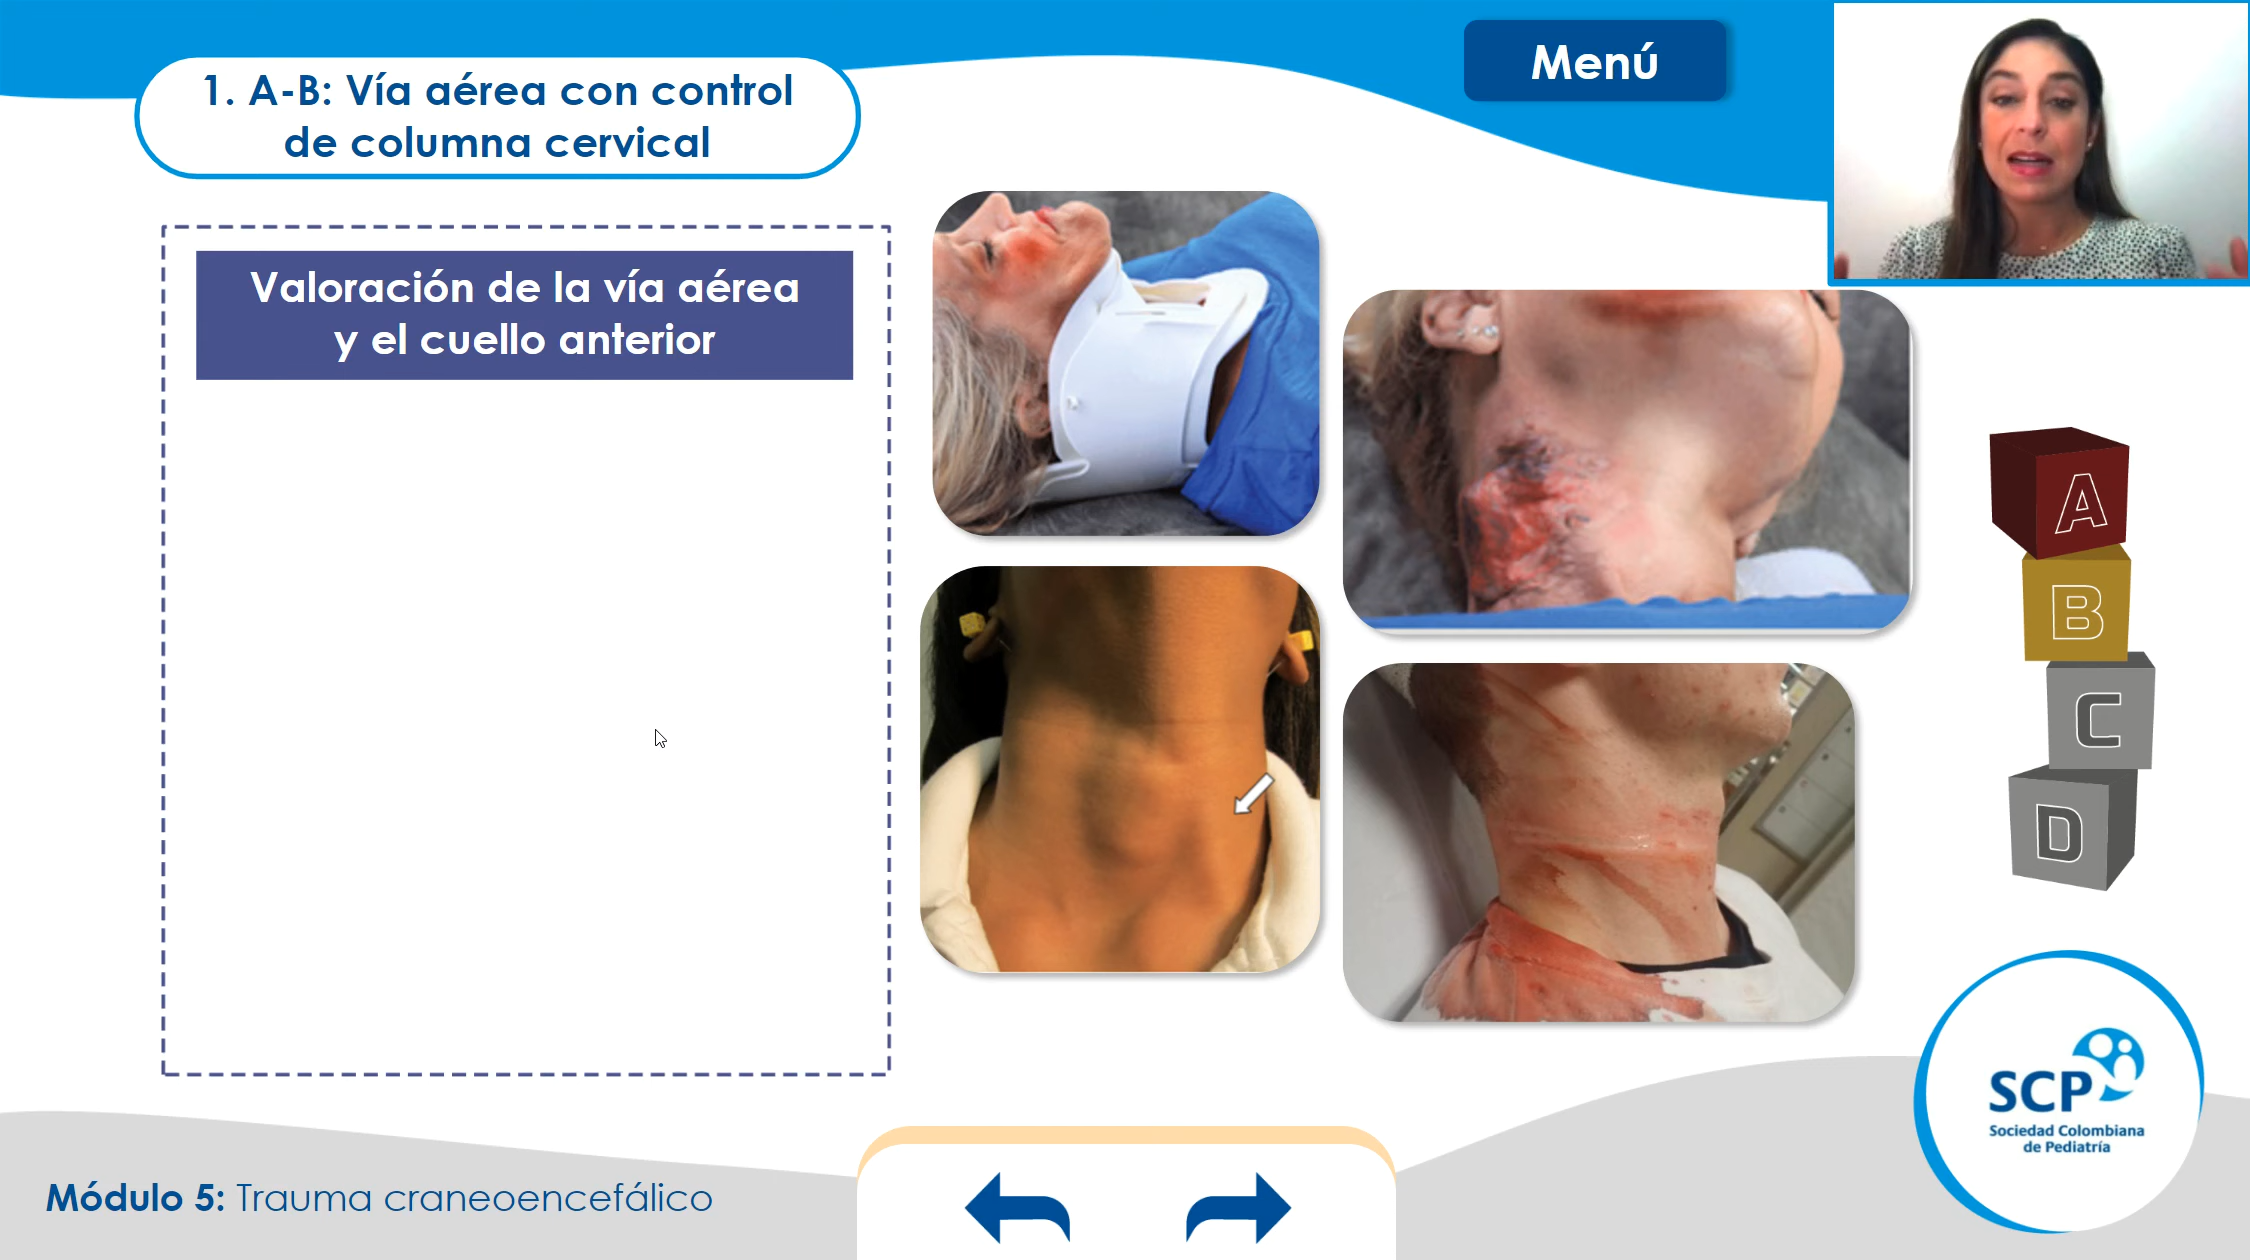 1. A-B: Vía aérea con control
de columna cervical
Menú
Valoración de la vía aérea
y el cuello anterior
A
B
C
D
SCP
Sociedad Colombiana
de Pediatría
Módulo 5: Trauma craneoencefálico